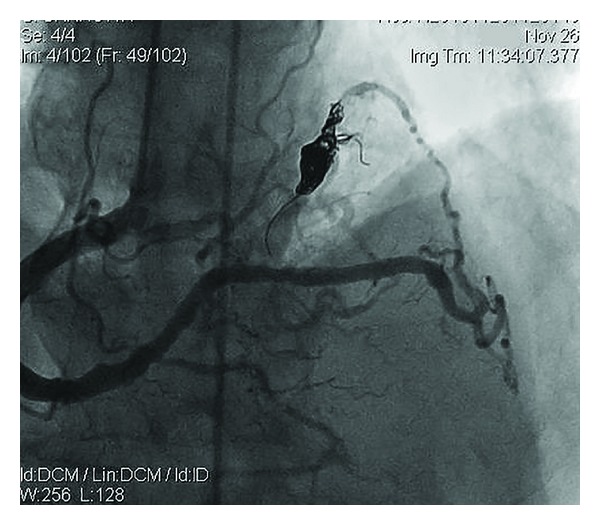 Se: 4/4
Im: 4/102 (Fr: 49/102)
Nov 26
Img Tm: 11:34:07.377
Id:DCM / Lin:DCM / Id:ID
W:256 L:128